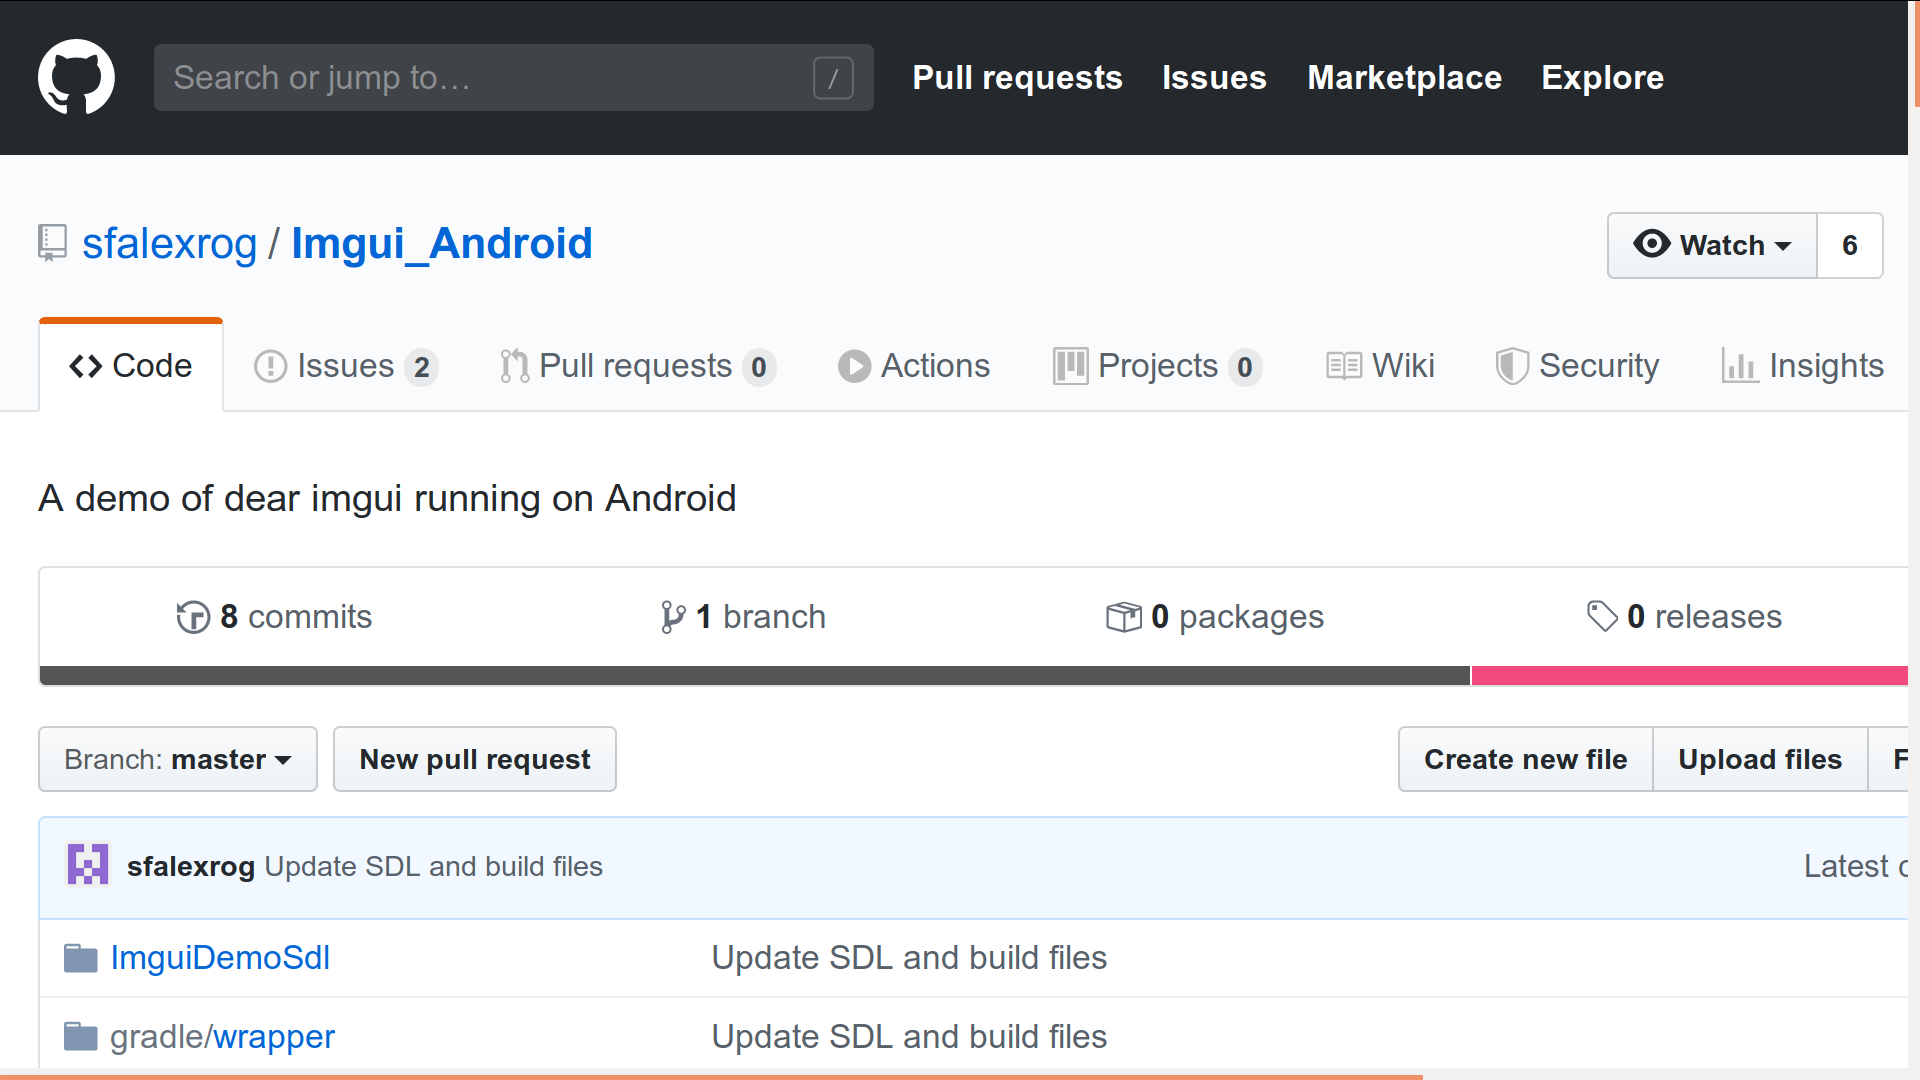 Search or jump to… /
Pull requests Issues Marketplace Explore
sfalexrog / Imgui_Android
Watch 6
Code Issues 2 Pull requests 0 Actions Projects 0 Wiki Security Insights
A demo of dear imgui running on Android
8 commits 1 branch 0 packages 0 releases
Branch: master New pull request Create new file Upload files
sfalexrog Update SDL and build files Latest
ImguiDemoSdl Update SDL and build files
gradle/wrapper Update SDL and build files